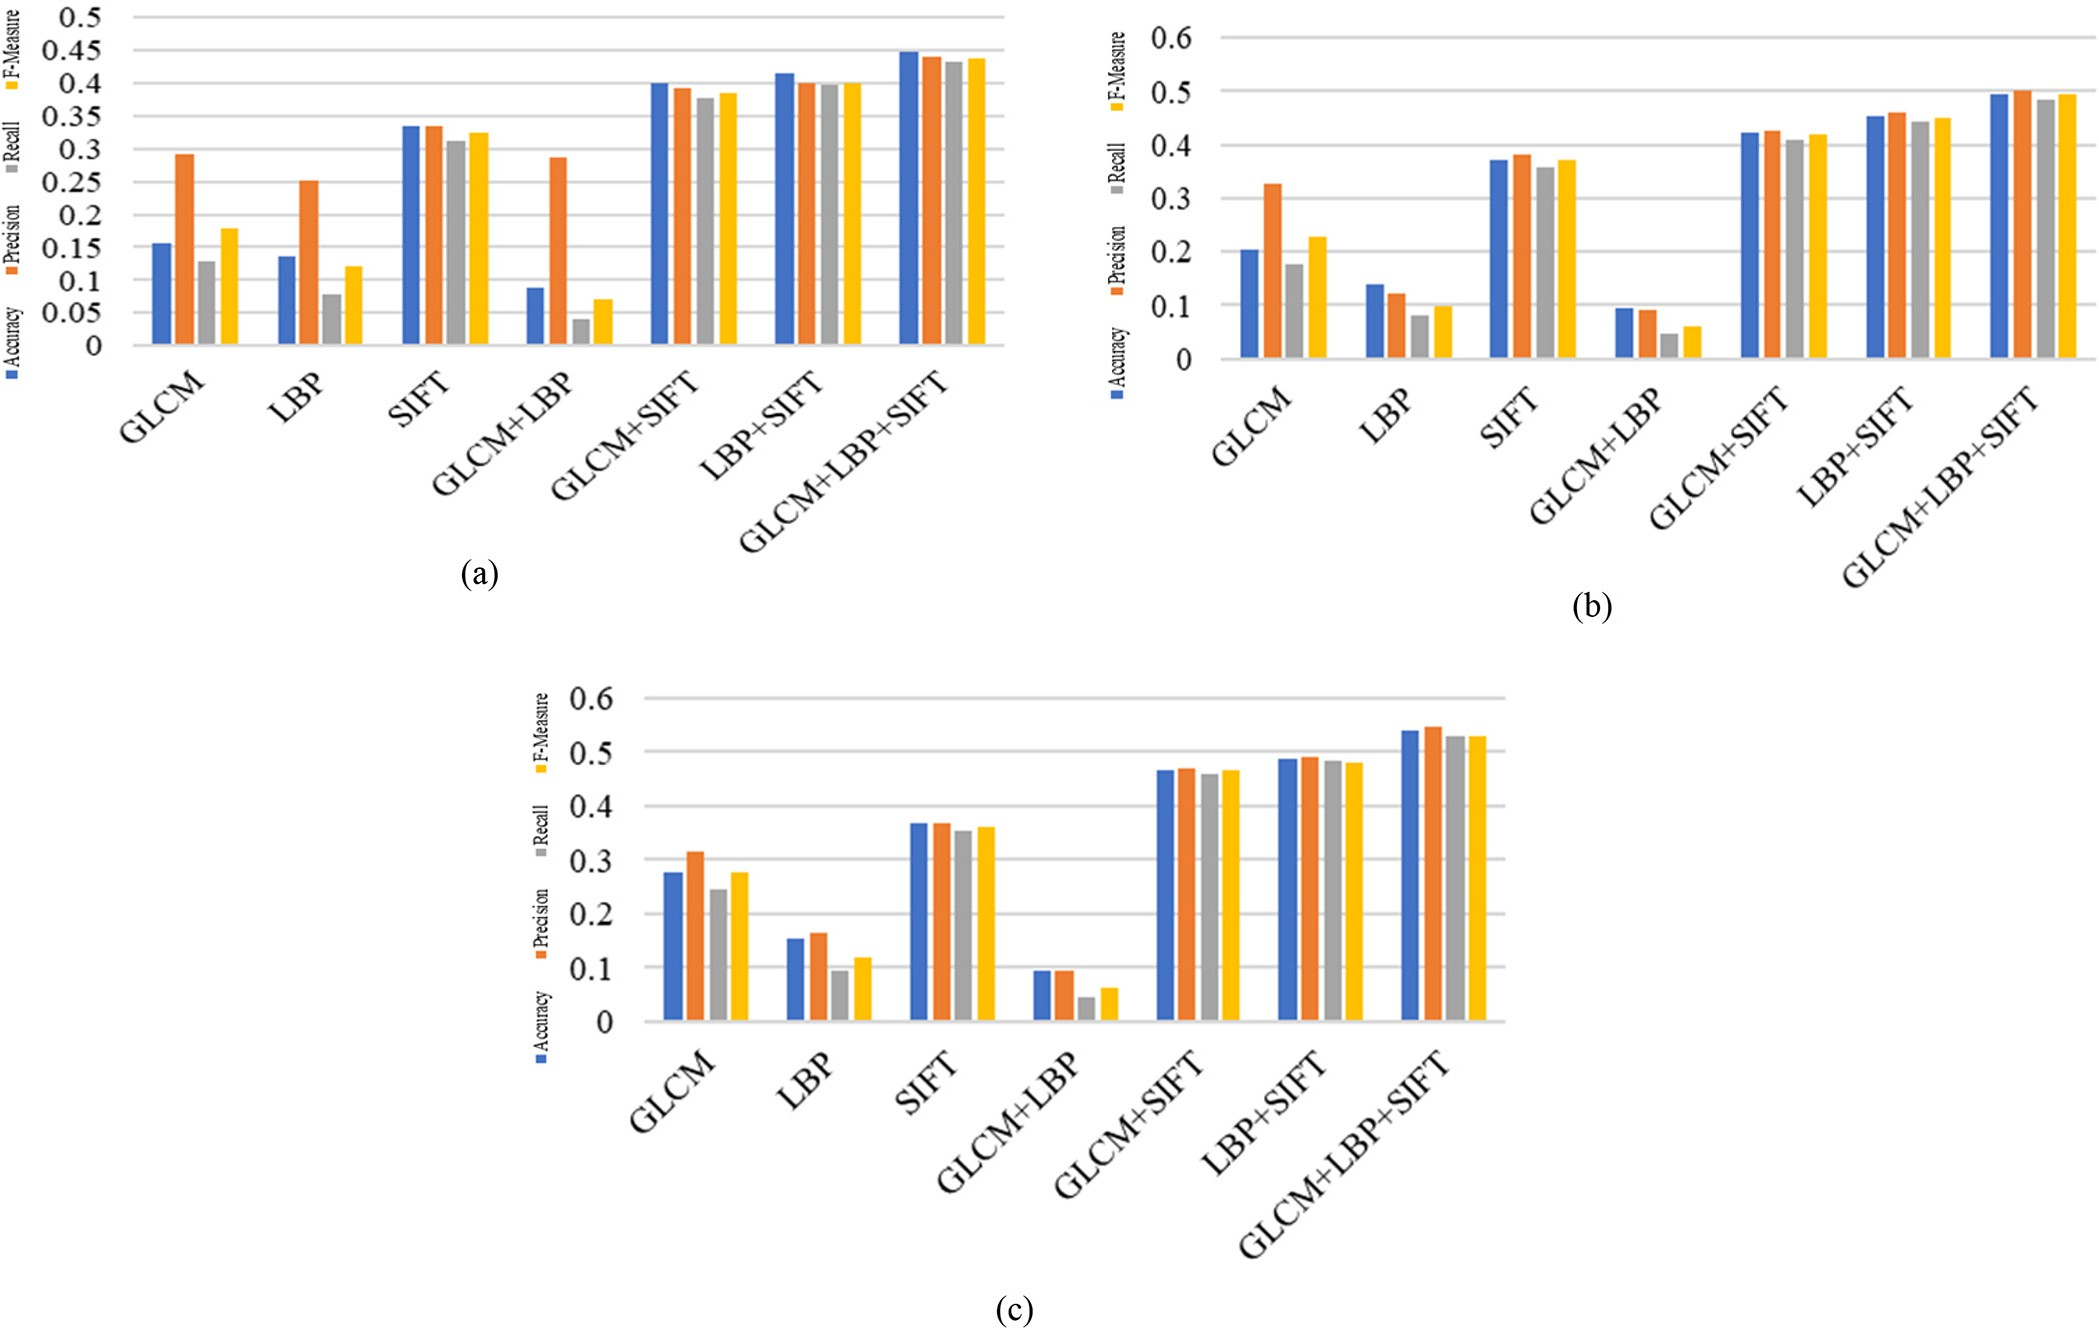 0.5
0.45
0.4
0.35
0.3
0.25
0.2
0.15
0.1
0.05
0
Accuracy Precision Recall F-Measure
GLCM
LBP
SIFT
GLCM+LBP
GLCM+SIFT
LBP+SIFT
GLCM+LBP+SIFT
(a)
0.6
0.5
0.4
0.3
0.2
0.1
0
Accuracy Precision Recall F-Measure
GLCM
LBP
SIFT
GLCM+LBP
GLCM+SIFT
LBP+SIFT
GLCM+LBP+SIFT
(b)
0.6
0.5
0.4
0.3
0.2
0.1
0
Accuracy Precision Recall F-Measure
GLCM
LBP
SIFT
GLCM+LBP
GLCM+SIFT
LBP+SIFT
GLCM+LBP+SIFT
(c)